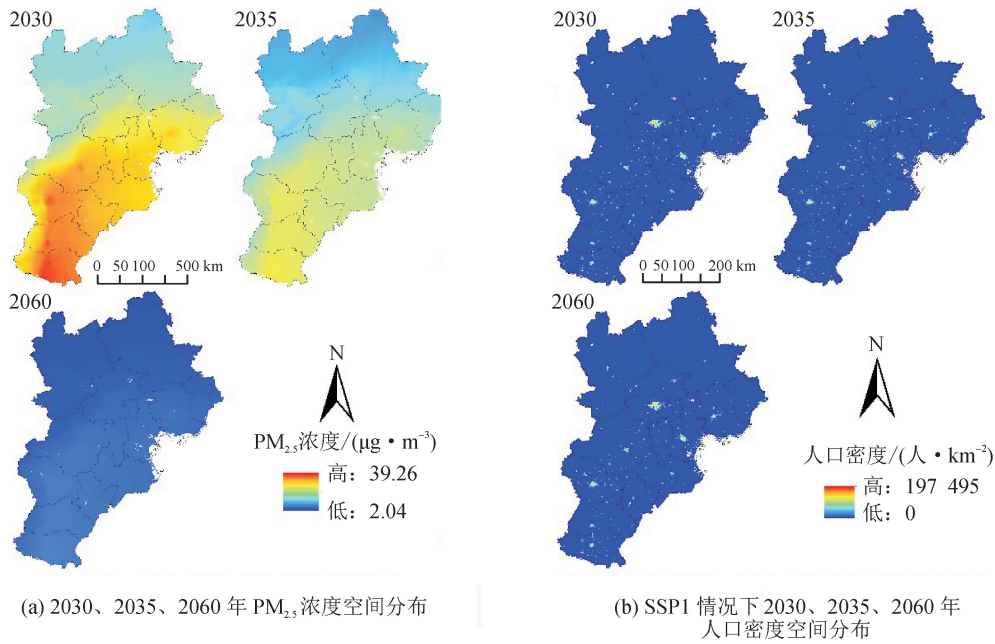 2030
2035
0 50 100 500 km
2060
N
PM₂.₅浓度/(μg·m⁻³)
高：39.26
低：2.04
(a) 2030、2035、2060 年 PM₂.₅浓度空间分布
2030
2035
0 50 100 200 km
2060
N
人口密度/(人·km⁻²)
高：197 495
低：0
(b) SSP1 情况下 2030、2035、2060 年
人口密度空间分布